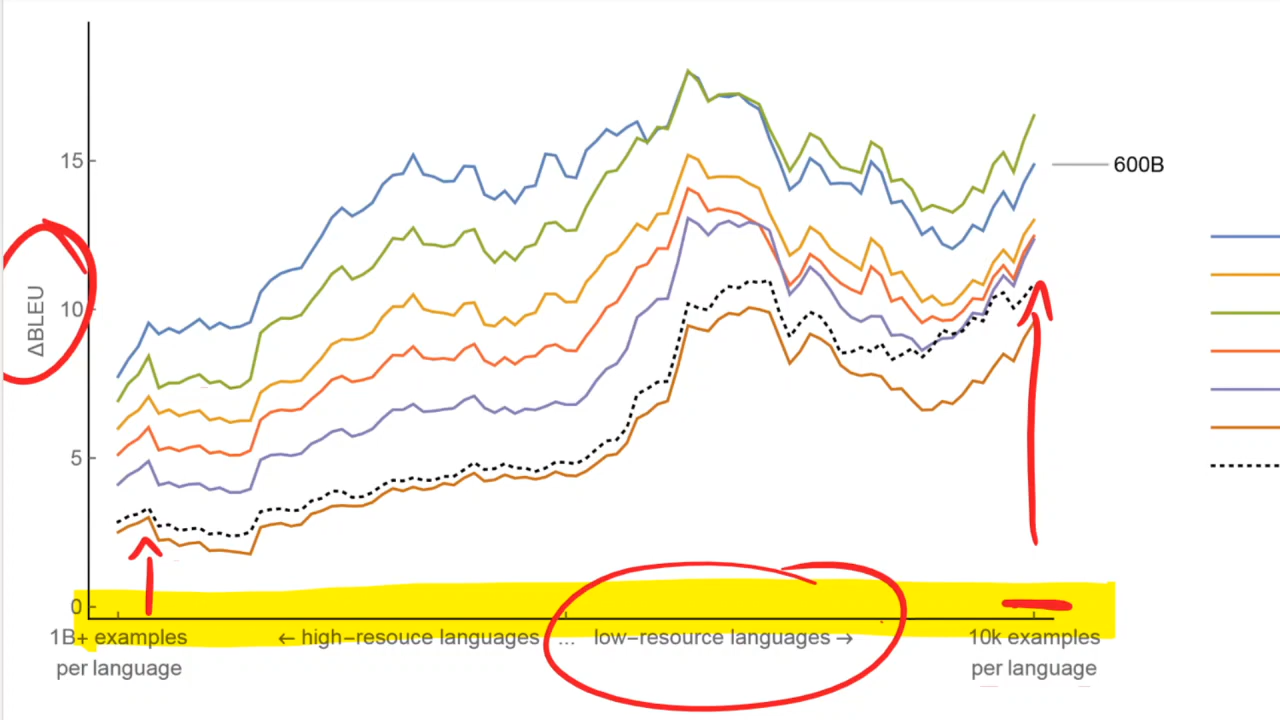 15
600B
ΔBLEU
10
5
0
1B+ examples
per language
← high−resouce languages ... low−resource languages →
10k examples
per language